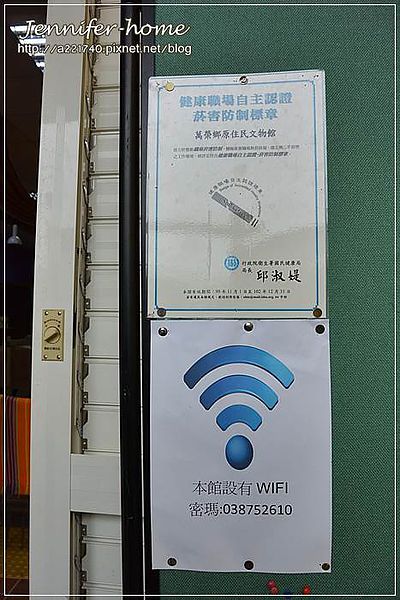 Jennifer-home
http://a221740.pixnet.net/blog
健康職場自主認證
菸害防制標章
萬榮鄉原住民文物館
行政院衛生署國民健康局
局長 邱淑媞
本館設有 WIFI
密瑪:038752610